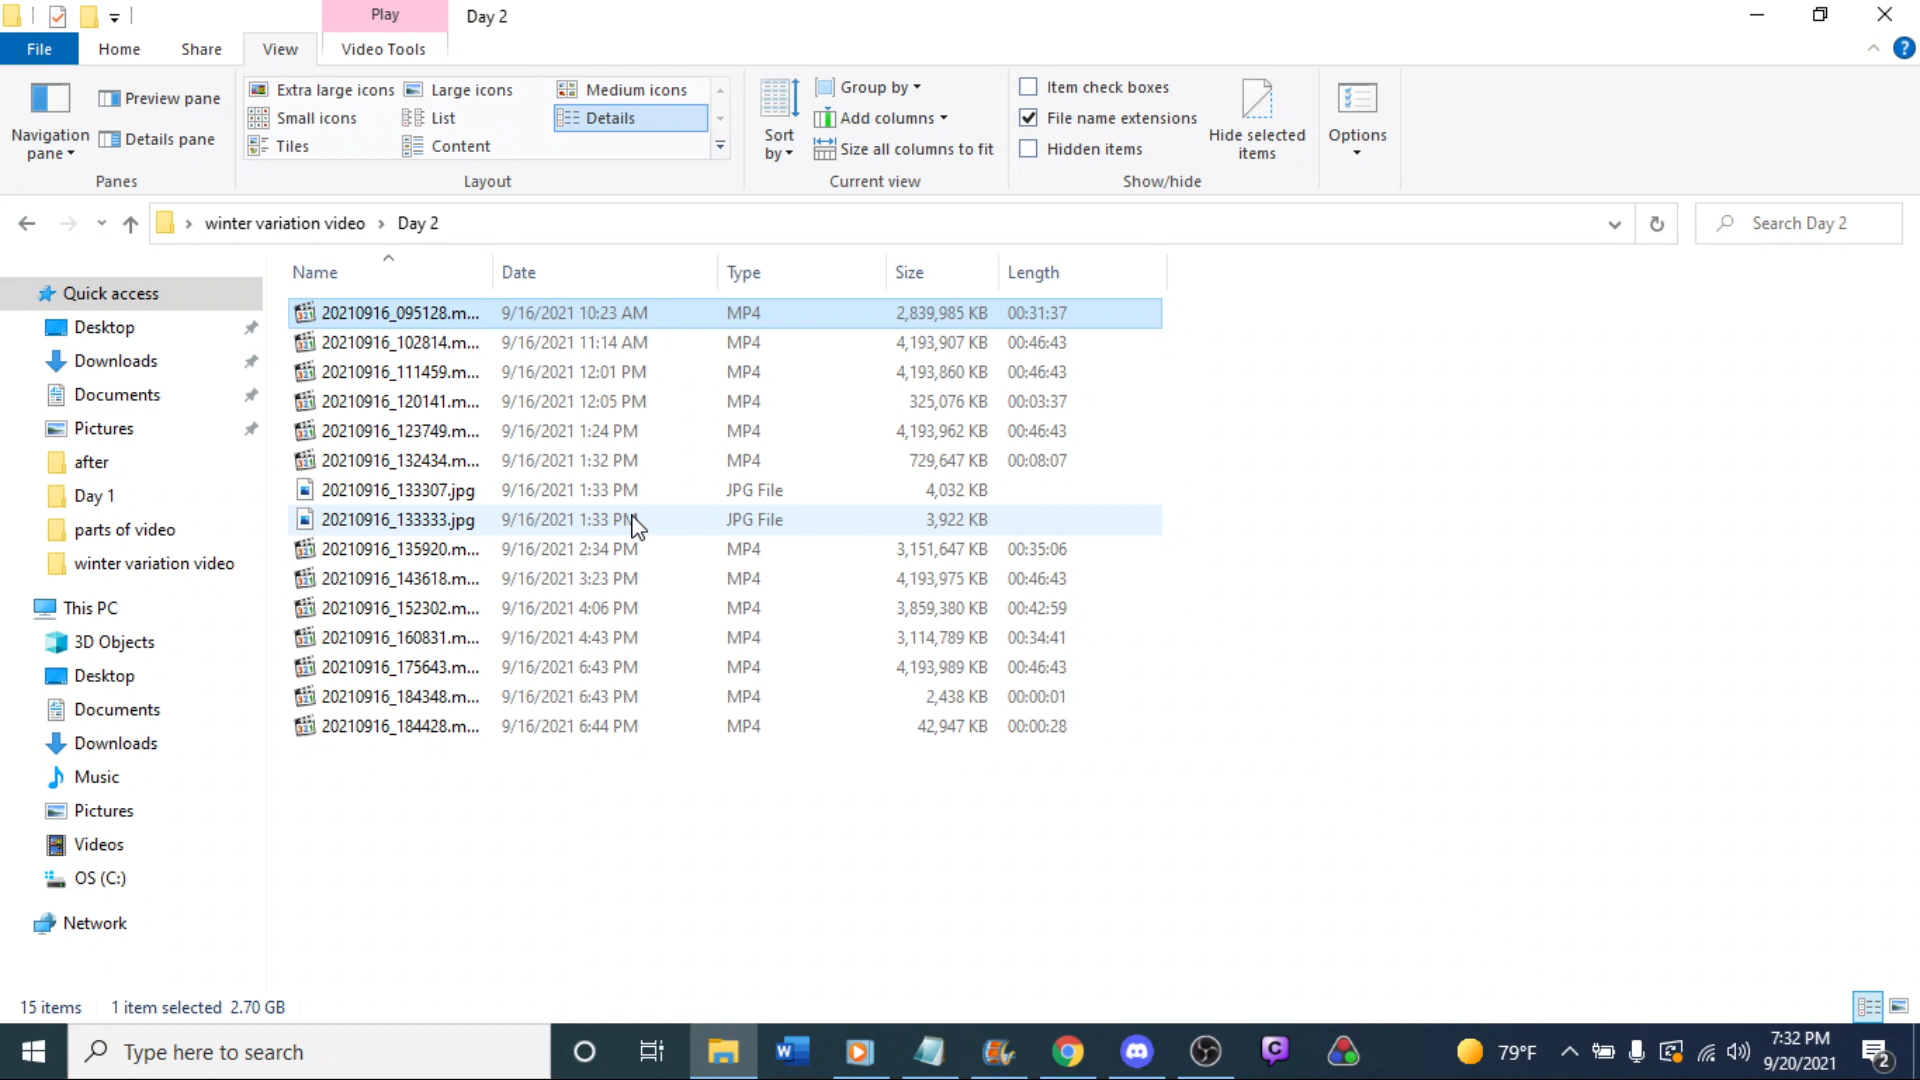 Play
Day 2
File
Home
Share
View
Video Tools
Navigation pane
Preview pane
Details pane
Panes
Extra large icons
Large icons
Medium icons
Small icons
List
Details
Tiles
Content
Layout
Sort by
Group by
Add columns
Size all columns to fit
Current view
Item check boxes
File name extensions
Hidden items
Hide selected items
Show/hide
Options
winter variation video > Day 2
Search Day 2
Name Date Type Size Length
20210916_095128.m... 9/16/2021 10:23 AM MP4 2,839,985 KB 00:31:37
20210916_102814.m... 9/16/2021 11:14 AM MP4 4,193,907 KB 00:46:43
20210916_111459.m... 9/16/2021 12:01 PM MP4 4,193,860 KB 00:46:43
20210916_120141.m... 9/16/2021 12:05 PM MP4 325,076 KB 00:03:37
20210916_123749.m... 9/16/2021 1:24 PM MP4 4,193,962 KB 00:46:43
20210916_132434.m... 9/16/2021 1:32 PM MP4 729,647 KB 00:08:07
20210916_133307.jpg 9/16/2021 1:33 PM JPG File 4,032 KB
20210916_133333.jpg 9/16/2021 1:33 PM JPG File 3,922 KB
20210916_135920.m... 9/16/2021 2:34 PM MP4 3,151,647 KB 00:35:06
20210916_143618.m... 9/16/2021 3:23 PM MP4 4,193,975 KB 00:46:43
20210916_152302.m... 9/16/2021 4:06 PM MP4 3,859,380 KB 00:42:59
20210916_160831.m... 9/16/2021 4:43 PM MP4 3,114,789 KB 00:34:41
20210916_175643.m... 9/16/2021 6:43 PM MP4 4,193,989 KB 00:46:43
20210916_184348.m... 9/16/2021 6:43 PM MP4 2,438 KB 00:00:01
20210916_184428.m... 9/16/2021 6:44 PM MP4 42,947 KB 00:00:28
Quick access
Desktop
Downloads
Documents
Pictures
after
Day 1
parts of video
winter variation video
This PC
3D Objects
Desktop
Documents
Downloads
Music
Pictures
Videos
OS (C:)
Network
15 items 1 item selected 2.70 GB
Type here to search
79°F
7:32 PM
9/20/2021
2